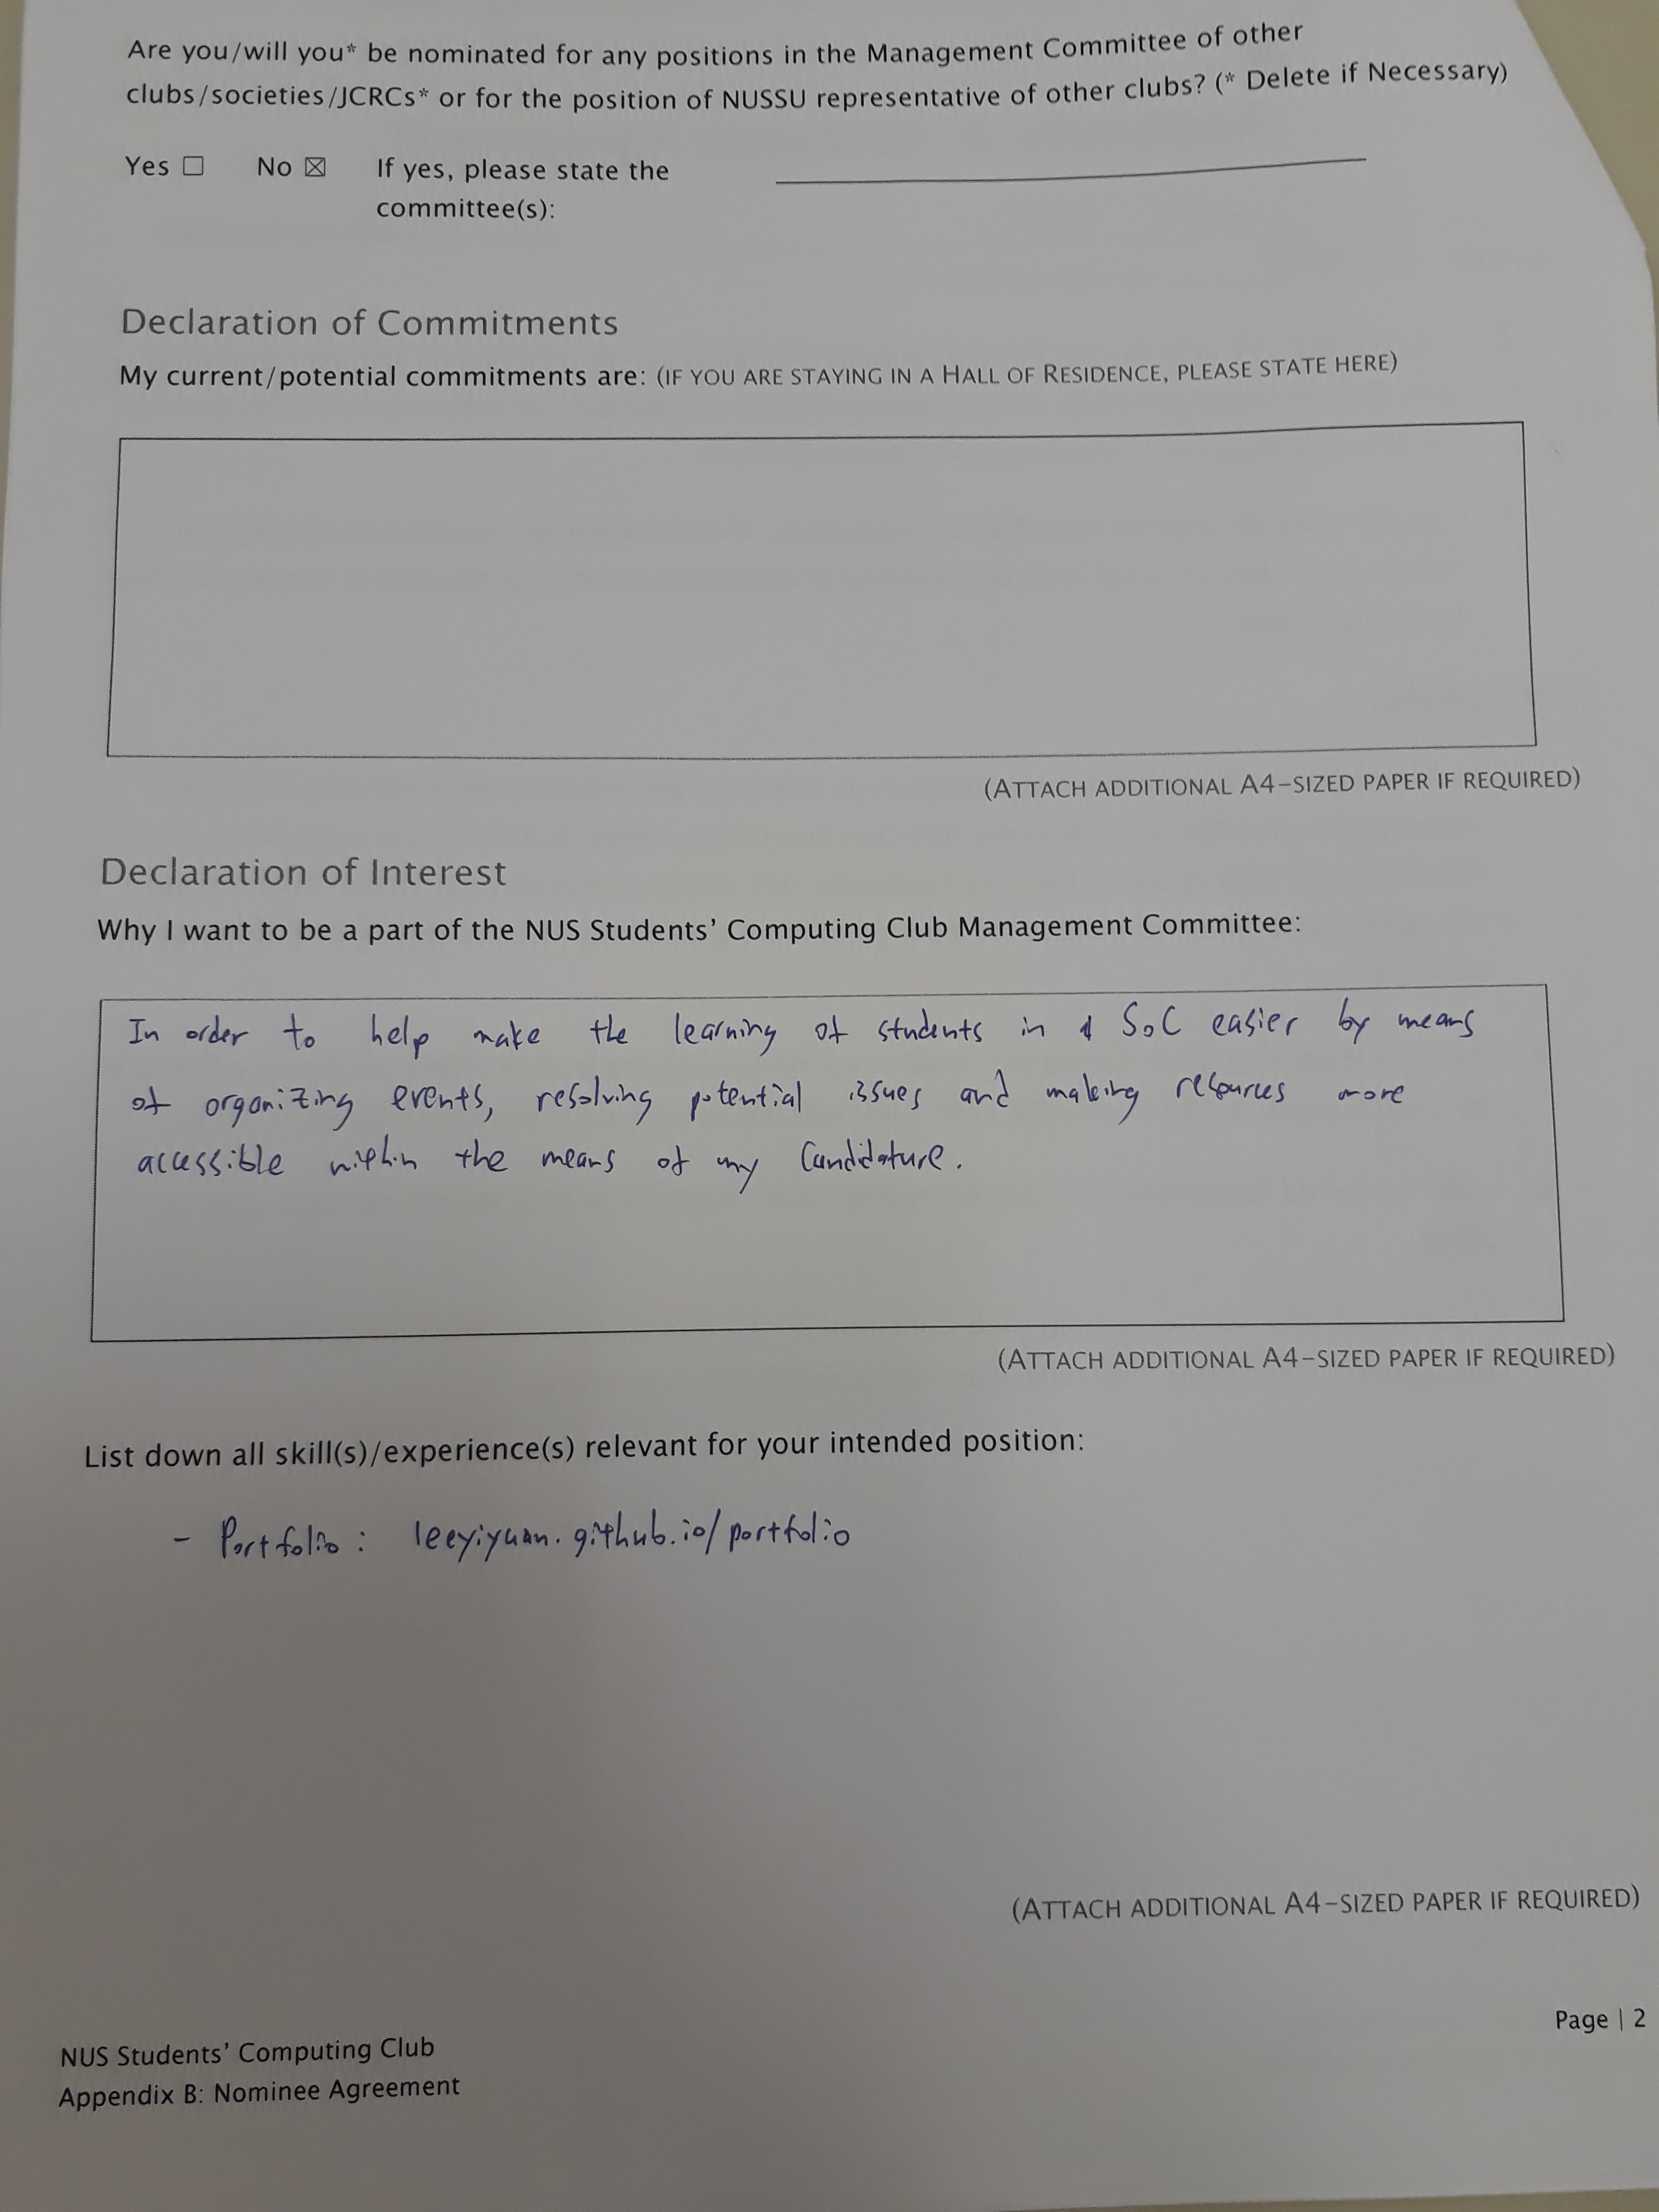 Are you/will you* be nominated for any positions in the Management Committee of other
clubs/societies/JCRCs* or for the position of NUSSU representative of other clubs? (* Delete if Necessary)
Yes ☐ No ☒ If yes, please state the
committee(s):
Declaration of Commitments
My current/potential commitments are: (IF YOU ARE STAYING IN A HALL OF RESIDENCE, PLEASE STATE HERE)
(ATTACH ADDITIONAL A4-SIZED PAPER IF REQUIRED)
Declaration of Interest
Why I want to be a part of the NUS Students' Computing Club Management Committee:
In order to help make the learning of students in SoC easier by means
of organizing events, resolving potential issues and making resources more
accessible within the means of my Candidature.
(ATTACH ADDITIONAL A4-SIZED PAPER IF REQUIRED)
List down all skill(s)/experience(s) relevant for your intended position:
- Portfolio: leeyiyuan.github.io/portfolio
(ATTACH ADDITIONAL A4-SIZED PAPER IF REQUIRED)
Page | 2
NUS Students' Computing Club
Appendix B: Nominee Agreement